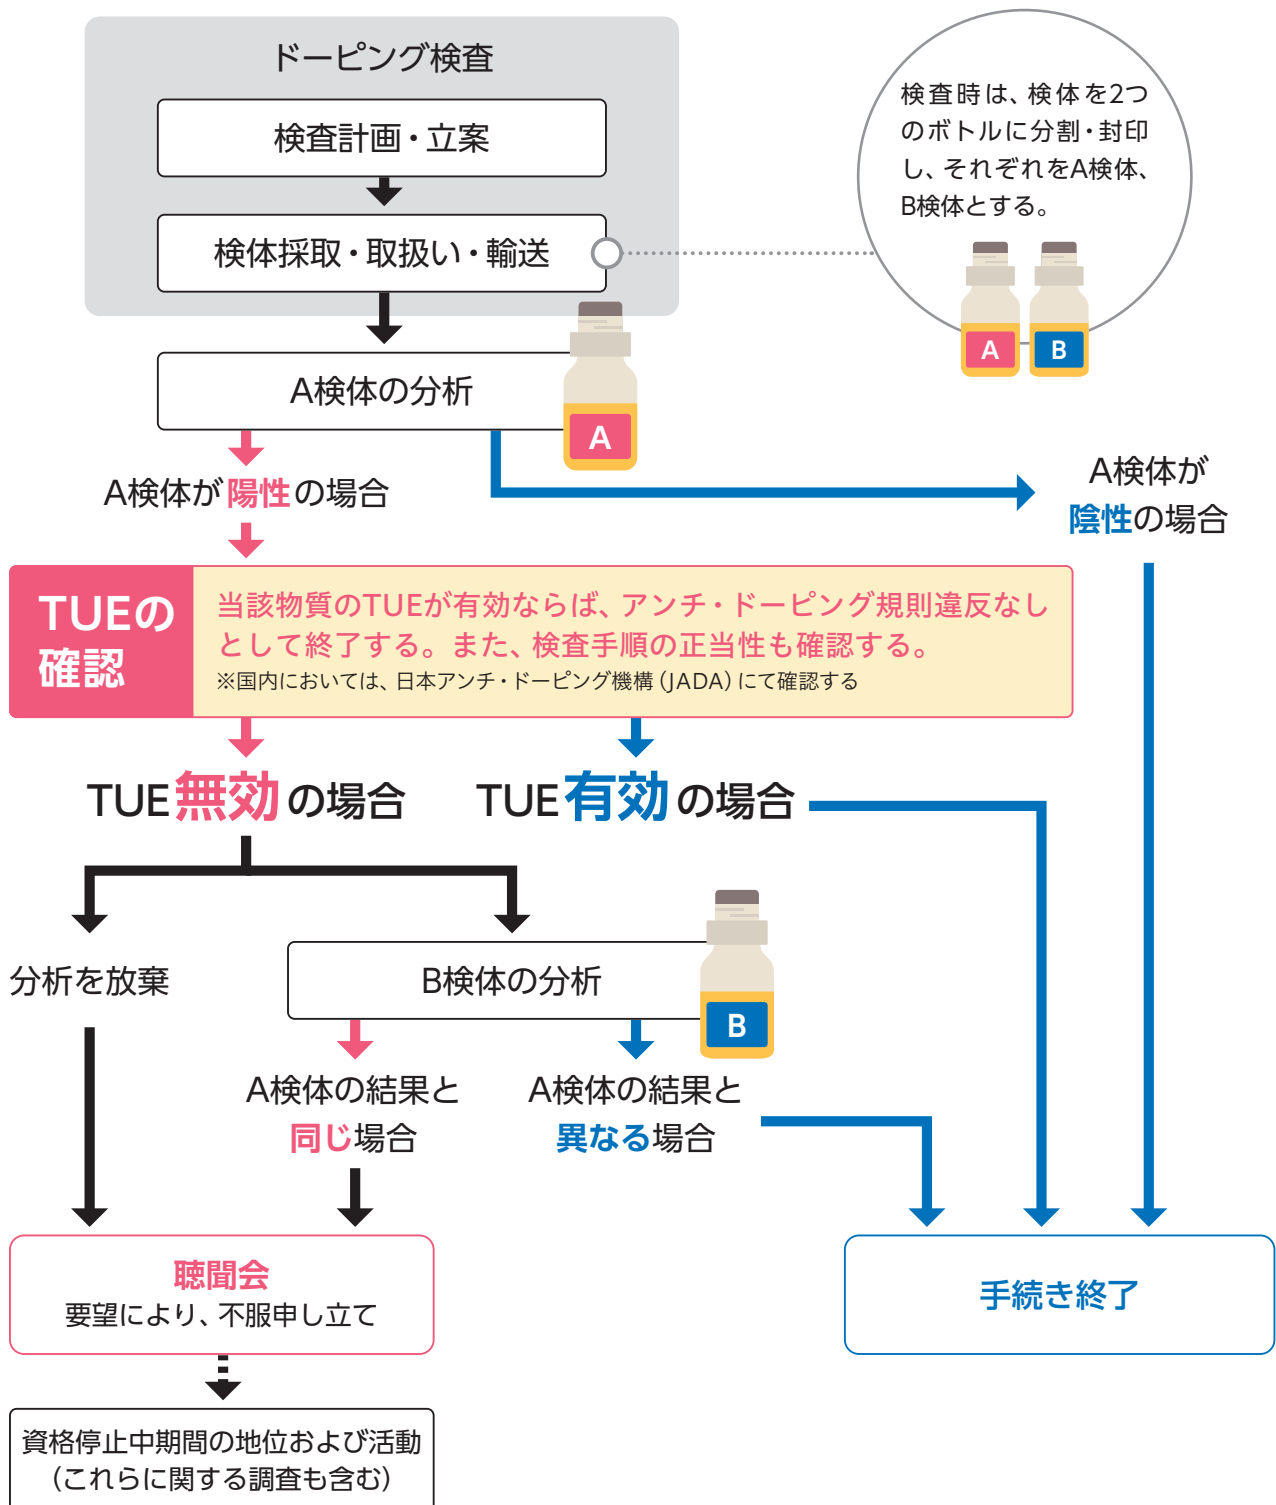 ドーピング検査
検査計画・立案
検体採取・取扱い・輸送
検査時は、検体を2つ
のボトルに分割・封印
し、それぞれをA検体、
B検体とする。
A
B
A検体の分析
A
A検体が陽性の場合
A検体が
陰性の場合
TUEの
確認
当該物質のTUEが有効ならば、アンチ・ドーピング規則違反なし
として終了する。また、検査手順の正当性も確認する。
※国内においては、日本アンチ・ドーピング機構（JADA）にて確認する
TUE無効の場合
TUE有効の場合
分析を放棄
B検体の分析
B
A検体の結果と
同じ場合
A検体の結果と
異なる場合
聴聞会
要望により、不服申し立て
手続き終了
資格停止中期間の地位および活動
（これらに関する調査も含む）